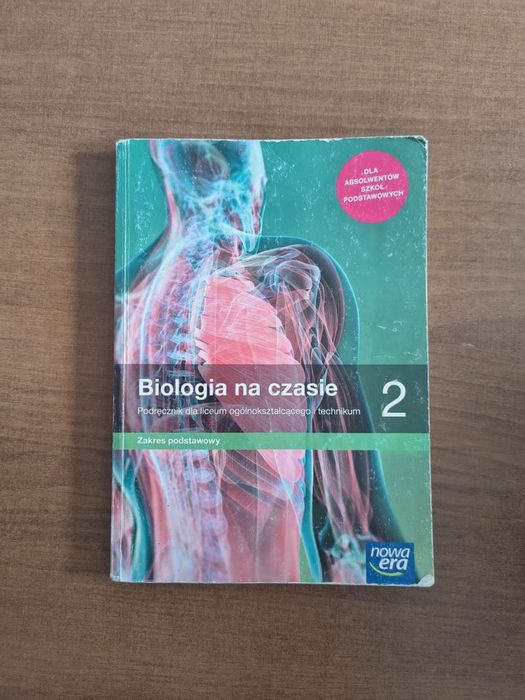 DLA
ABSOLWENTÓW
SZKÓŁ
PODSTAWOWYCH
Biologia na czasie 2
Podręcznik dla liceum ogólnokształcącego i technikum
Zakres podstawowy
nowa
era